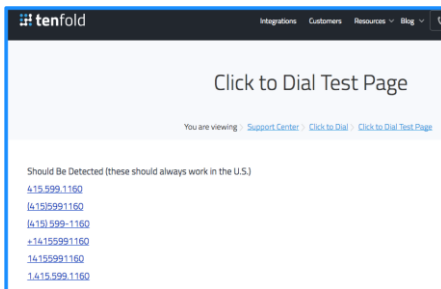 tenfold
Integrations Customers Resources Blog
Click to Dial Test Page
You are viewing > Support Center > Click to Dial > Click to Dial Test Page
Should Be Detected (these should always work in the U.S.)
415.599.1160
(415)5991160
(415) 599-1160
+14155991160
14155991160
1.415.599.1160